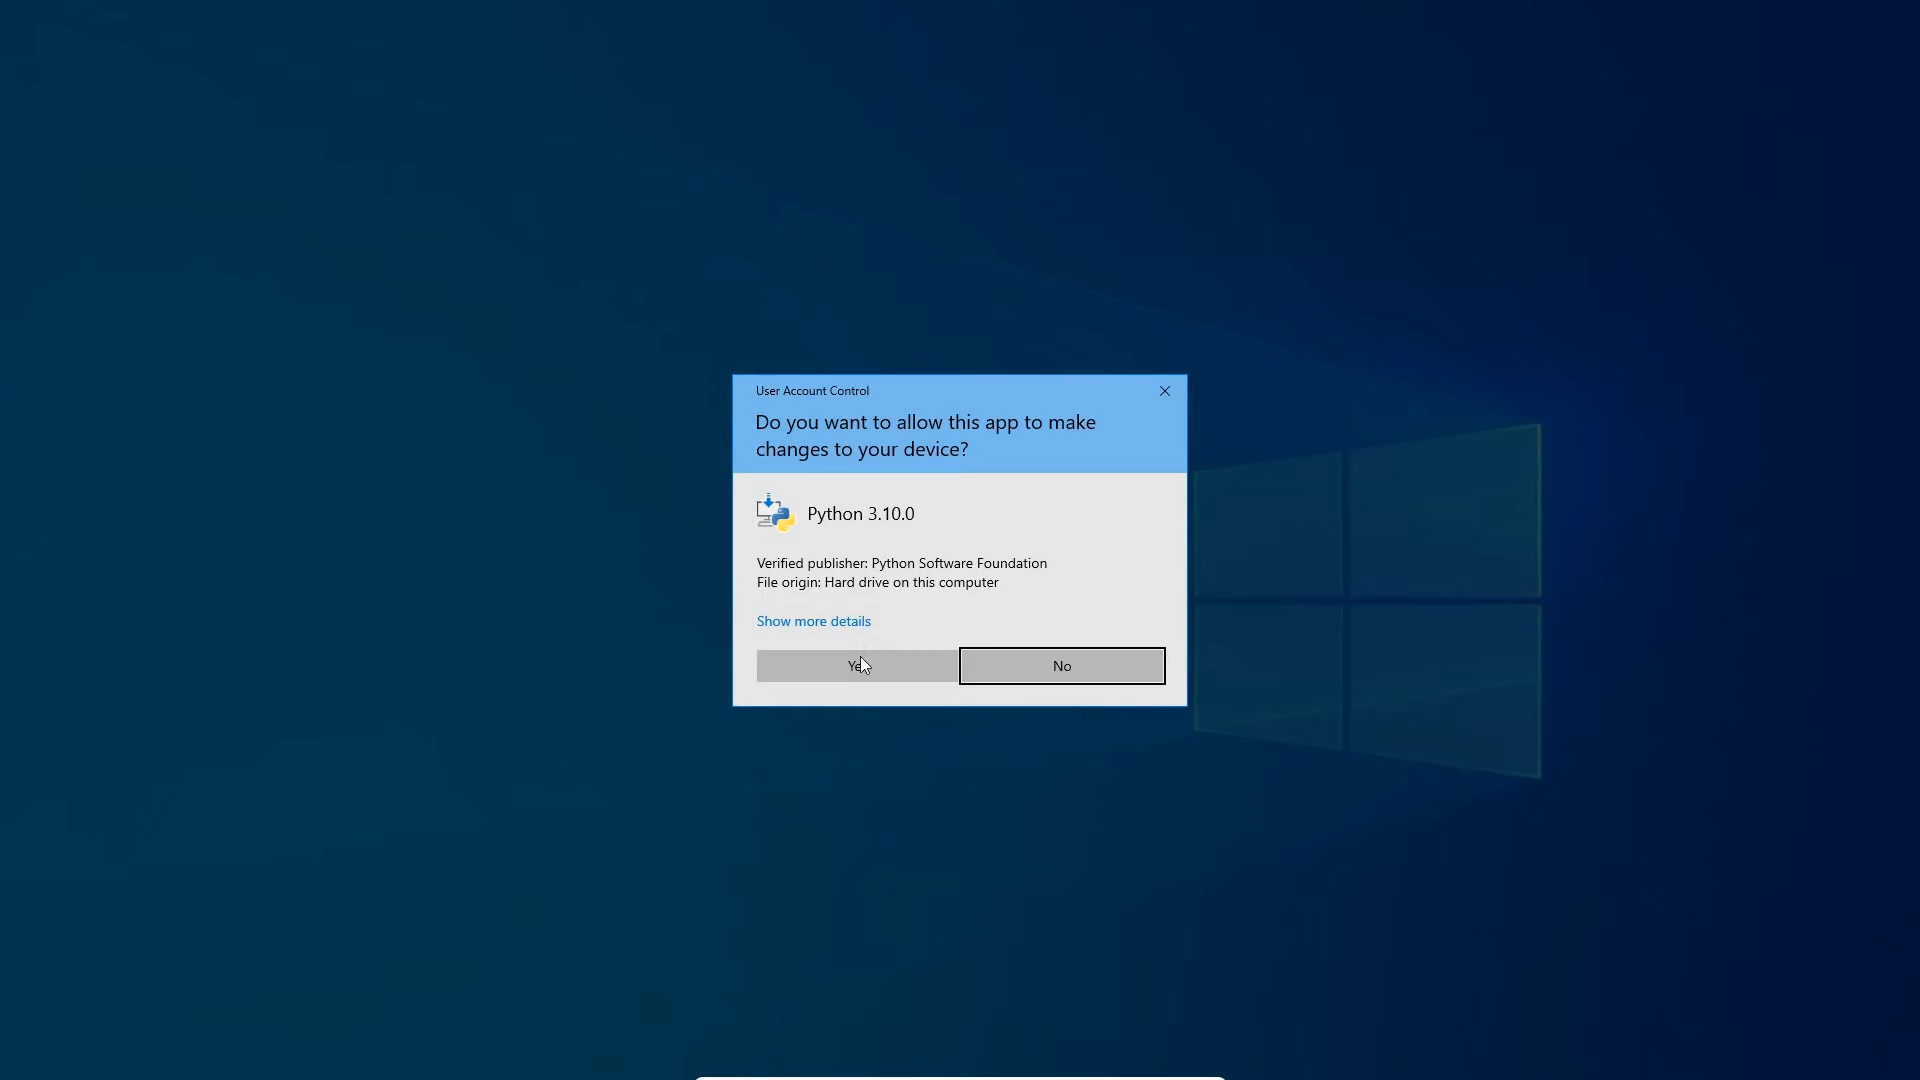 User Account Control
Do you want to allow this app to make
changes to your device?
Python 3.10.0
Verified publisher: Python Software Foundation
File origin: Hard drive on this computer
Show more details
No